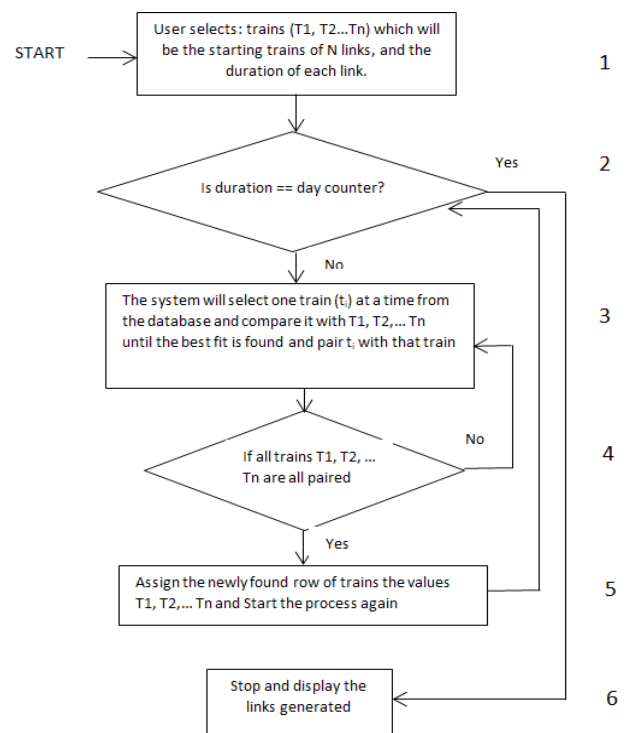 User selects: trains (T1, T2...Tn) which will
be the starting trains of N links, and the
duration of each link.
START
1
Yes
2
Is duration == day counter?
No
The system will select one train (tᵢ) at a time from
the database and compare it with T1, T2,... Tn
until the best fit is found and pair tᵢ with that train
3
No
If all trains T1, T2, ...
Tn are all paired
4
Yes
Assign the newly found row of trains the values
T1, T2,... Tn and Start the process again
5
Stop and display the
links generated
6